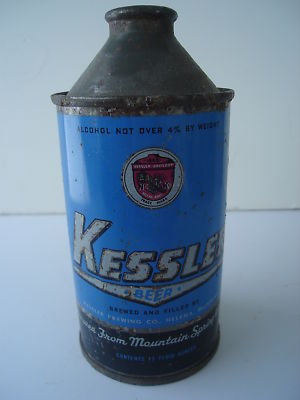 ALCOHOL NOT OVER 4% BY WEIGHT
KESSLER
BEER
BREWED AND FILLED BY
KESSLER BREWING CO., HELENA,
From Mountain Spring
CONTENTS 12 FLUID OUNCES